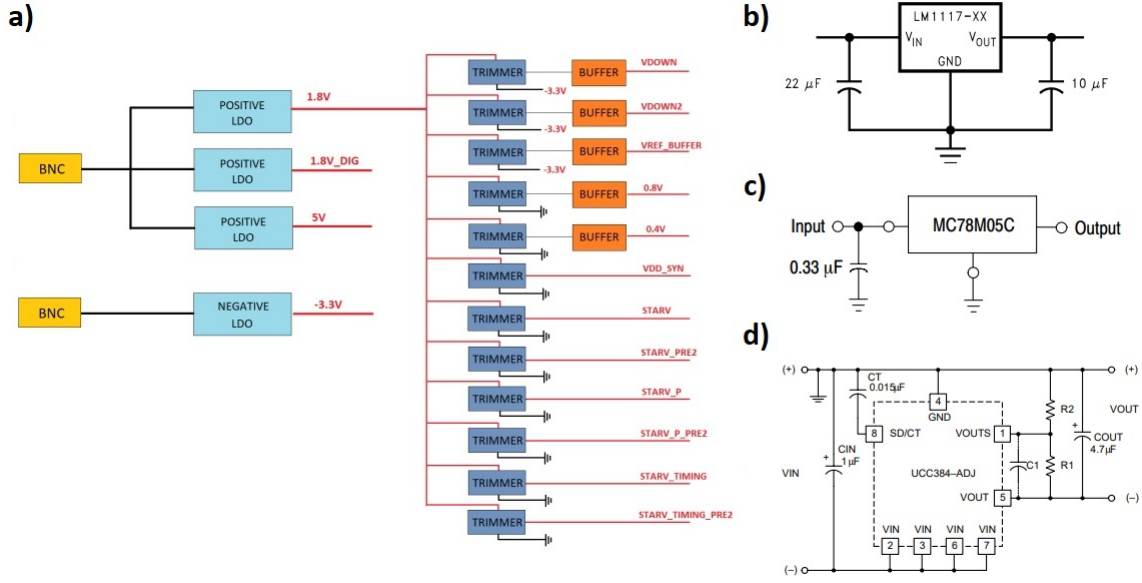 a)
BNC
POSITIVE
LDO
1.8V
POSITIVE
LDO
1.8V_DIG
POSITIVE
LDO
5V
BNC
NEGATIVE
LDO
-3.3V
TRIMMER
BUFFER
VDOWN
-3.3V
TRIMMER
BUFFER
VDOWN2
-3.3V
TRIMMER
BUFFER
VREF_BUFFER
-3.3V
TRIMMER
BUFFER
0.8V
TRIMMER
BUFFER
0.4V
TRIMMER
VDD_SYN
TRIMMER
STARV
TRIMMER
STARV_PRE2
TRIMMER
STARV_P
TRIMMER
STARV_P_PRE2
TRIMMER
STARV_TIMING
TRIMMER
STARV_TIMING_PRE2
b)
LM1117-XX
VIN VOUT
GND
22 μF
10 μF
c)
Input
MC78M05C
Output
0.33 μF
d)
(+)
(+)
CT
0.015μF
4
GND
R2
VOUT
8 SD/CT
VOUTS 1
+
COUT
4.7μF
+
CIN
1μF
VIN
UCC384–ADJ
C1
R1
VOUT 5
(–)
VIN VIN VIN VIN
2 3 6 7
(–)